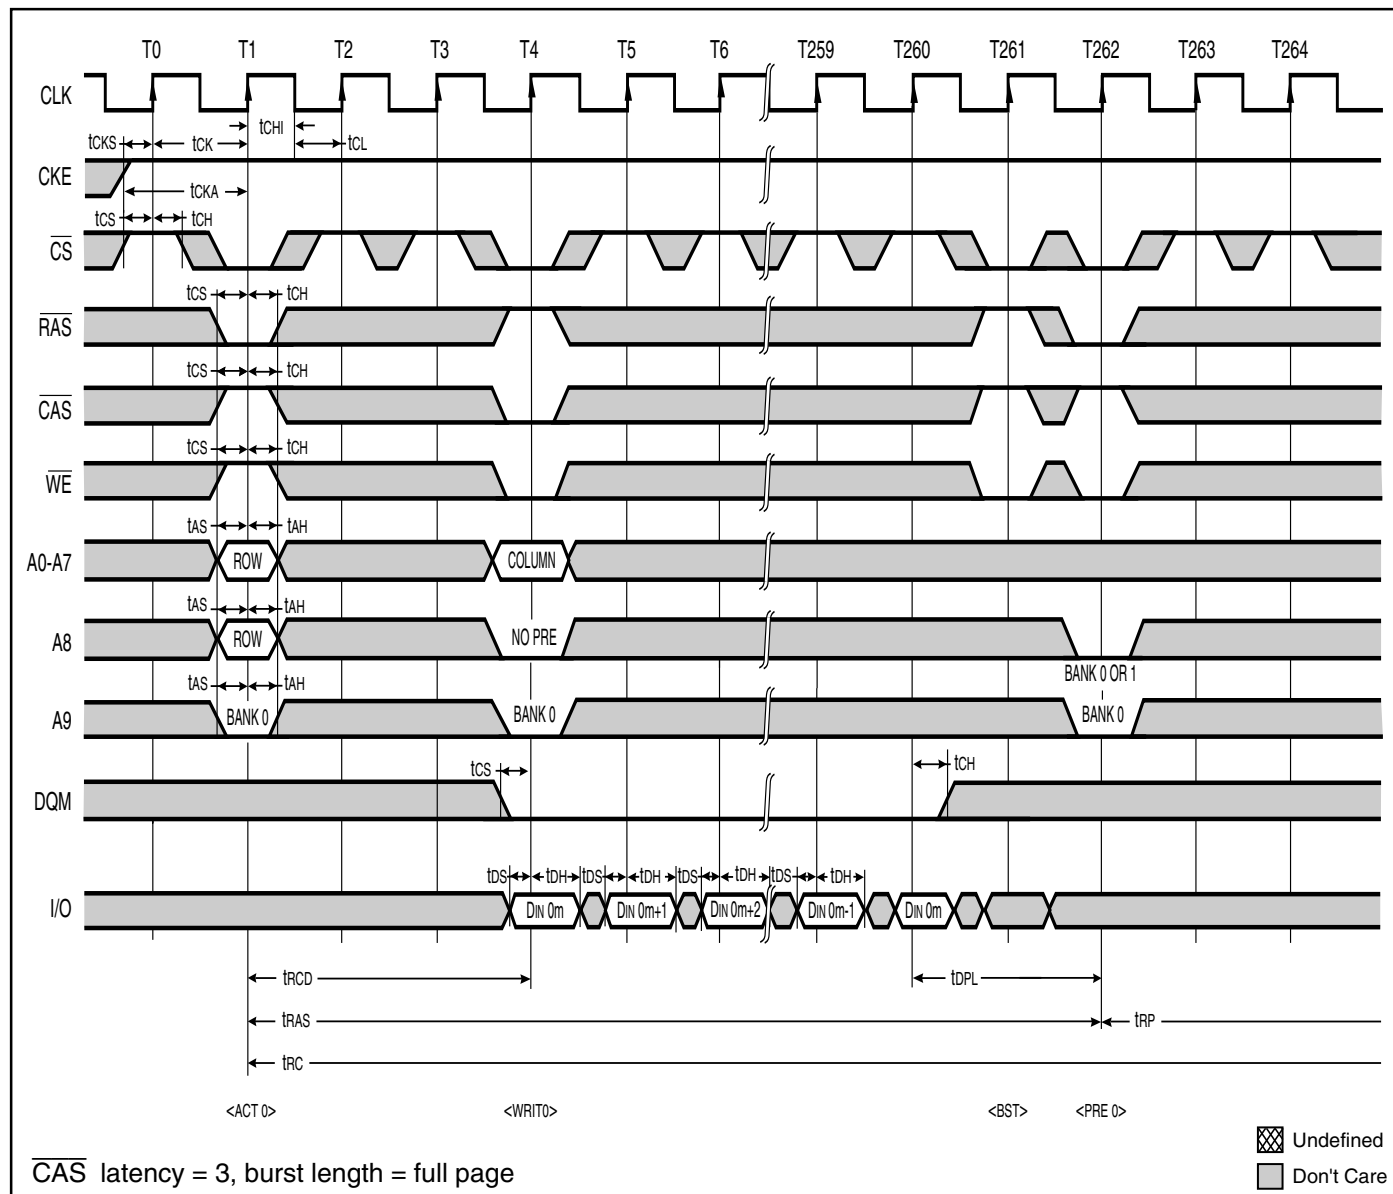 T0 T1 T2 T3 T4 T5 T6 T259 T260 T261 T262 T263 T264
CLK
tCHI
tCKS tCK tCL
CKE
tCKA
tCS tCH
CS
tCS tCH
RAS
tCS tCH
CAS
tCS tCH
WE
tAS tAH
A0-A7 ROW COLUMN
tAS tAH
A8 ROW NO PRE
BANK 0 OR 1
tAS tAH
A9 BANK 0 BANK 0 BANK 0
tCS tCH
DQM
tDS tDH tDS tDH tDS tDH tDS tDH
I/O DIN 0m DIN 0m+1 DIN 0m+2 DIN 0m-1 DIN 0m
tRCD tDPL
tRAS tRP
tRC
<ACT 0> <WRIT0> <BST> <PRE 0>
Undefined
CAS latency = 3, burst length = full page
Don't Care